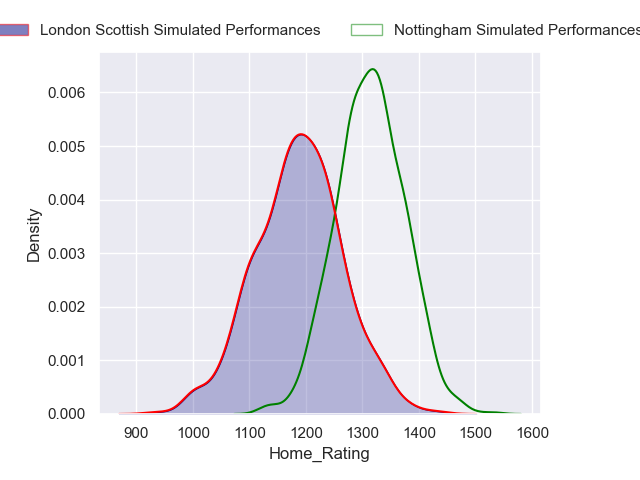 London Scottish Simulated Performances
Nottingham Simulated Performances
0.006
0.005
0.004
0.003
0.002
0.001
0.000
Density
900 1000 1100 1200 1300 1400 1500 1600
Home_Rating